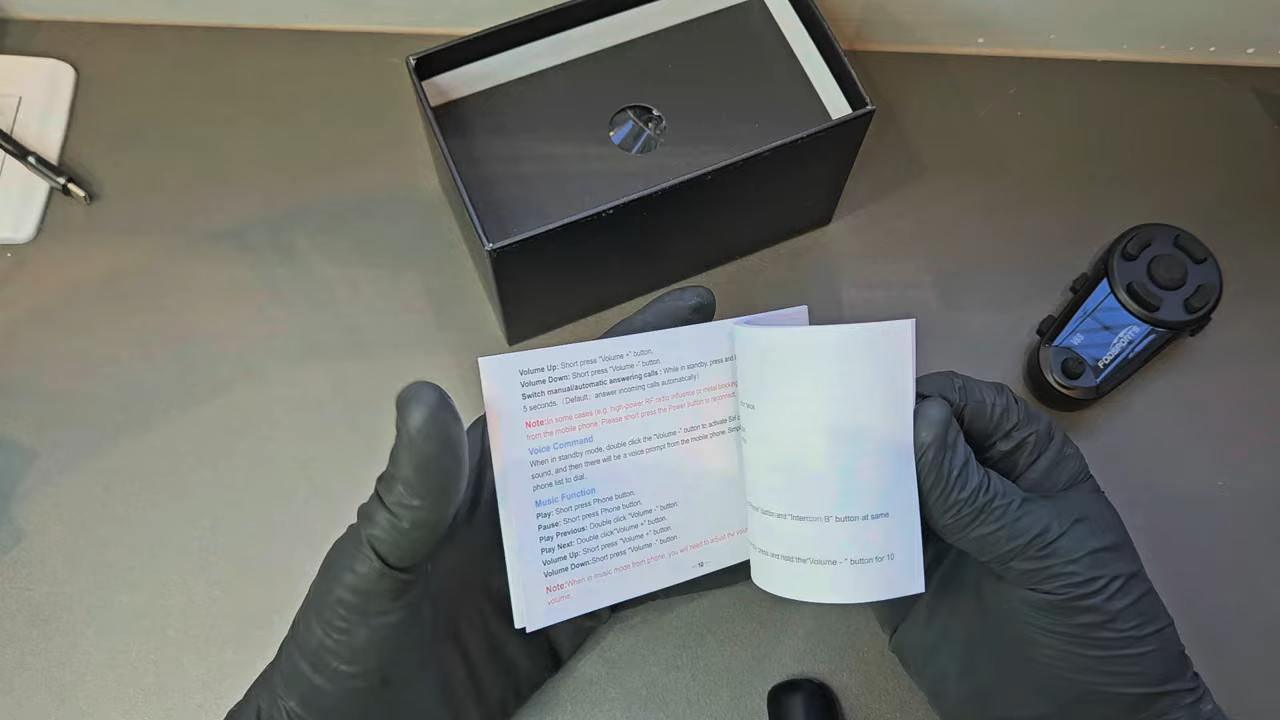 Volume Up: Short press "Volume +" button.
Volume Down: Short press "Volume -" button.
Switch manual/automatic answering calls : While in standby, press and
5 seconds. (Default: answer incoming calls automatically)
Note:In some cases (e.g. high-power RF radio influence or metal blocking
from the mobile phone. Please short press the Power button to reconnect.
Voice Command
When in standby mode, double click the "Volume -" button to activate Siri
sound, and then there will be a voice prompt from the mobile phone.
phone list to dial.
Music Function
Play: Short press Phone button.
Pause: Short press Phone button.
Play Previous: Double click "Volume -" button.
Play Next: Double click"Volume +" button.
Volume Up: Short press "Volume +" button.
Volume Down:Short press "Volume -" button
Note:When in music mode from phone, you will need to adjust the
volume.
- 12 -
button and "Intercom B" button at same
press and hold the"Volume - " button for 10
FODSPORTS